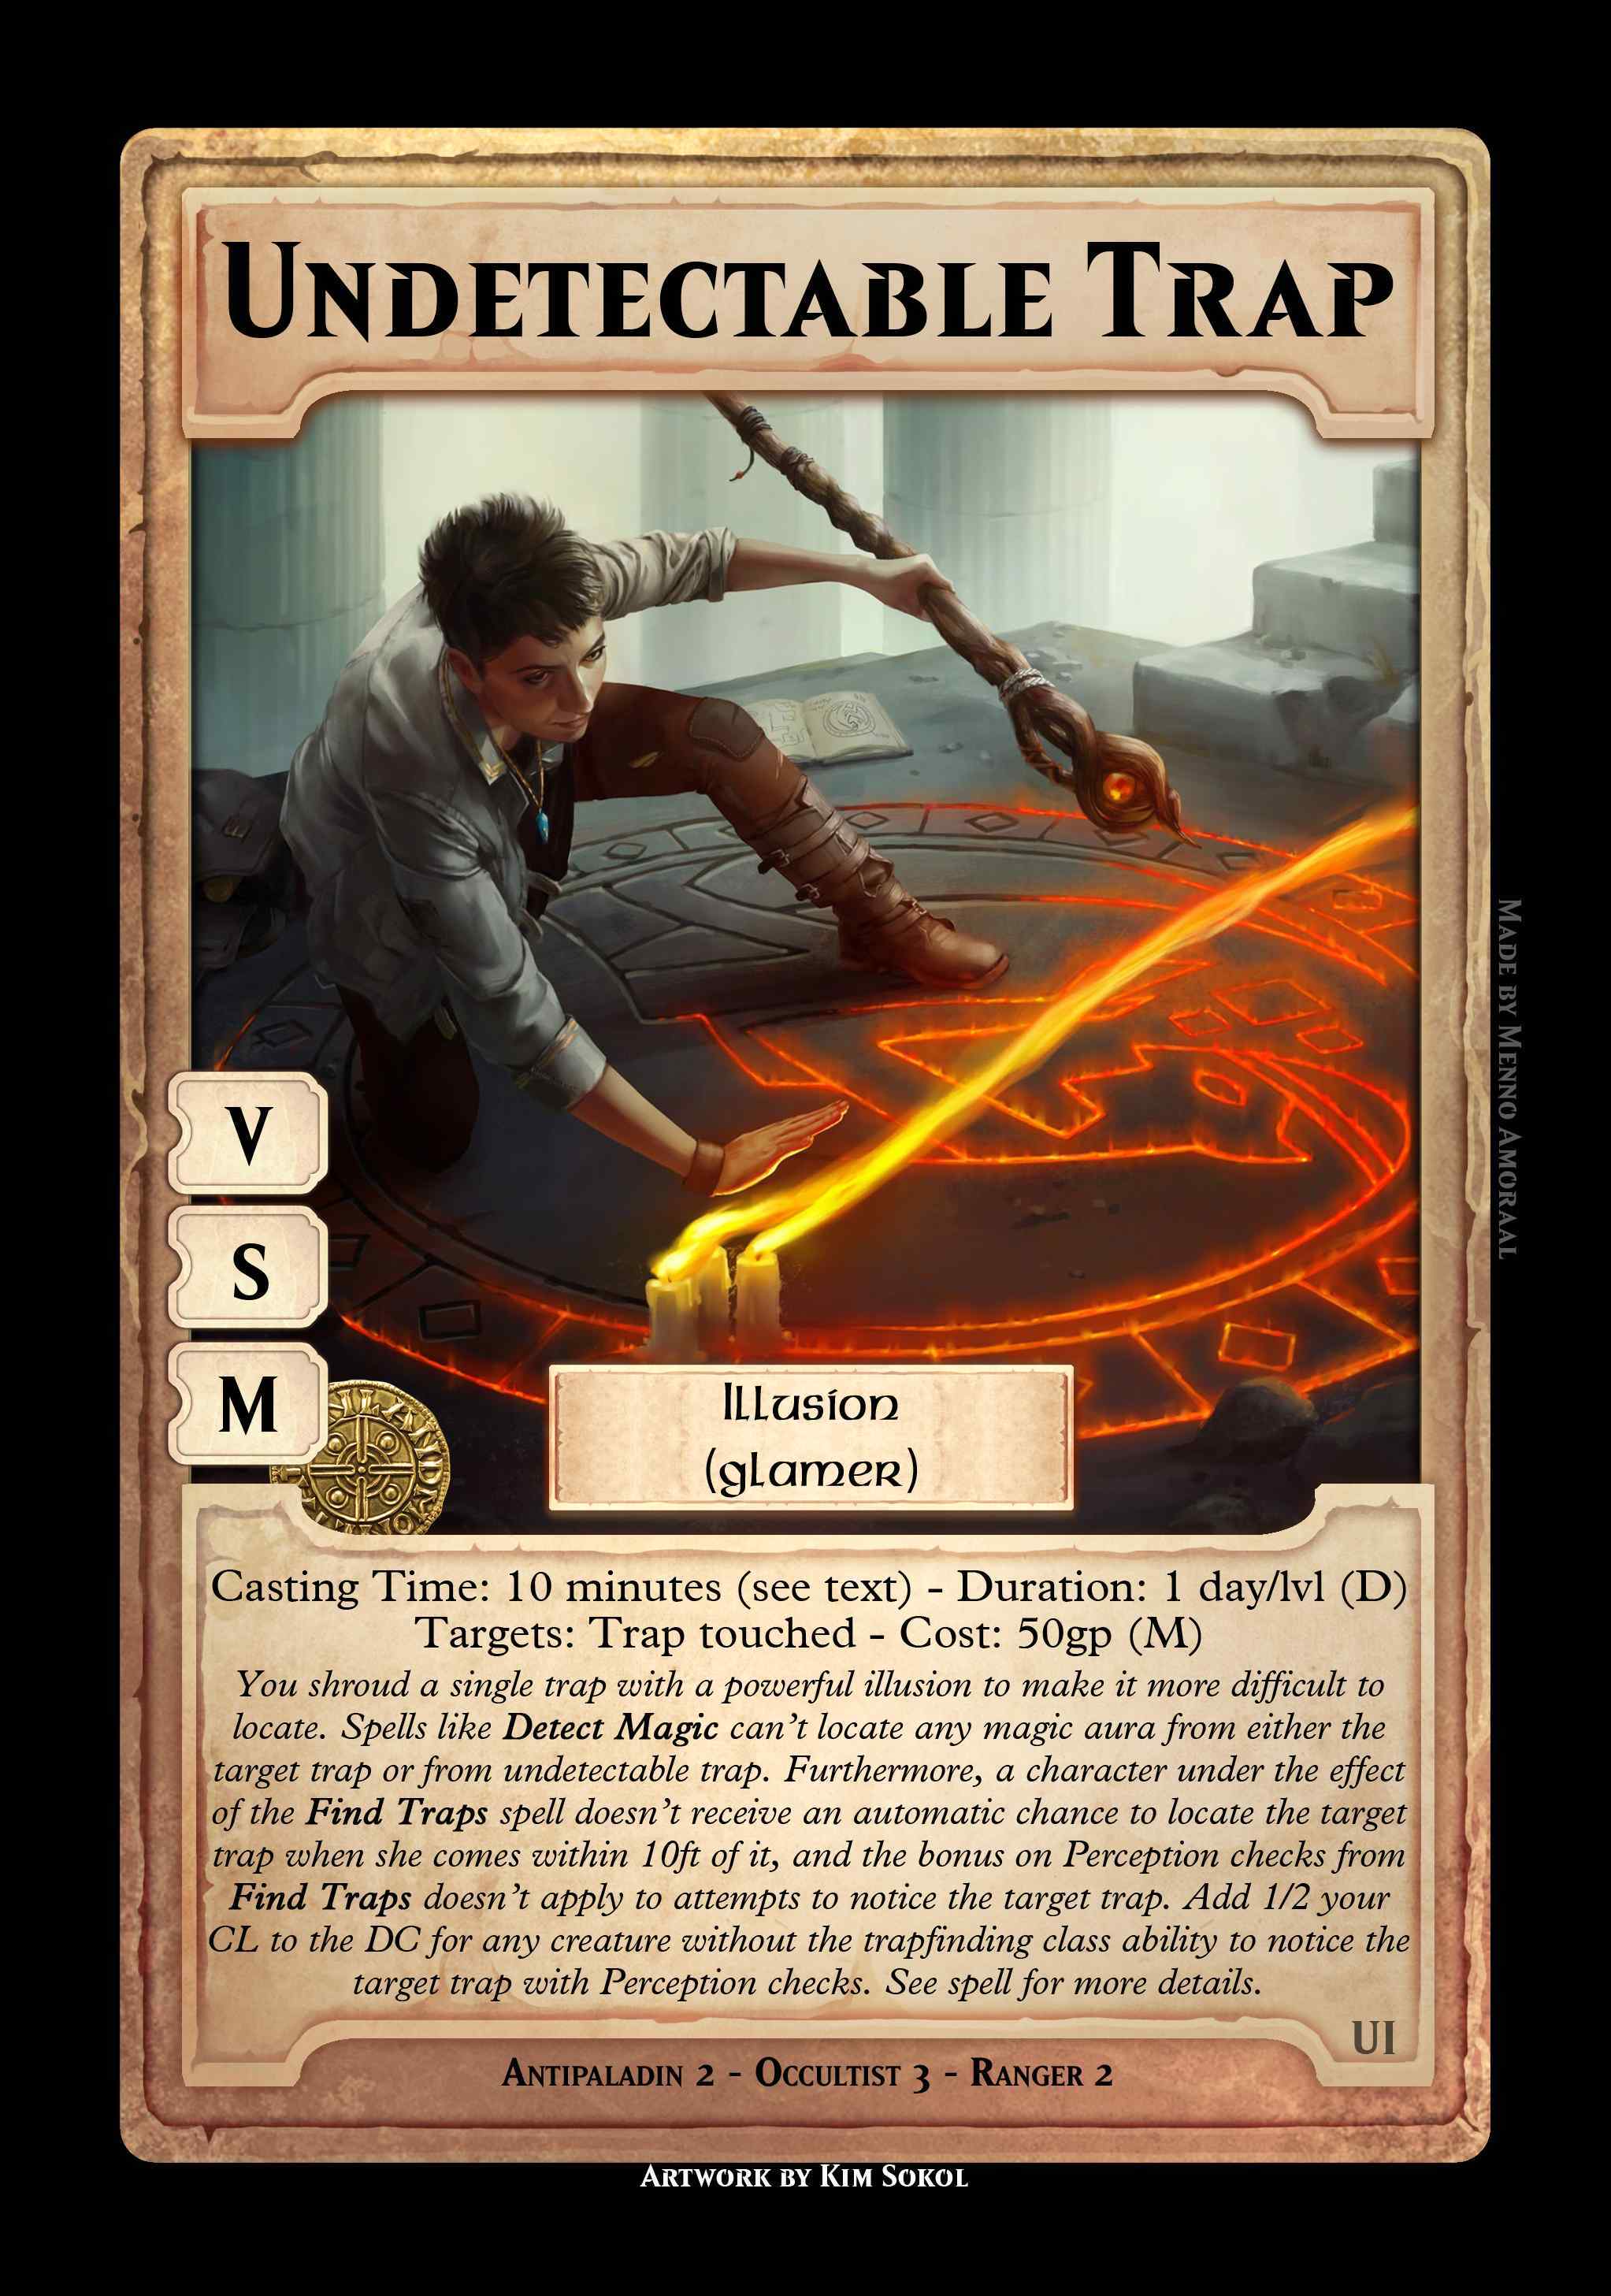 Undetectable Trap
V
S
M
Illusion
(glamer)
Casting Time: 10 minutes (see text) - Duration: 1 day/lvl (D)
Targets: Trap touched - Cost: 50gp (M)
You shroud a single trap with a powerful illusion to make it more difficult to
locate. Spells like Detect Magic can't locate any magic aura from either the
target trap or from undetectable trap. Furthermore, a character under the effect
of the Find Traps spell doesn't receive an automatic chance to locate the target
trap when she comes within 10ft of it, and the bonus on Perception checks from
Find Traps doesn't apply to attempts to notice the target trap. Add 1/2 your
CL to the DC for any creature without the trapfinding class ability to notice the
target trap with Perception checks. See spell for more details.
UI
Antipaladin 2 - Occultist 3 - Ranger 2
Artwork by Kim Sokol
Made by Menno Amoraal